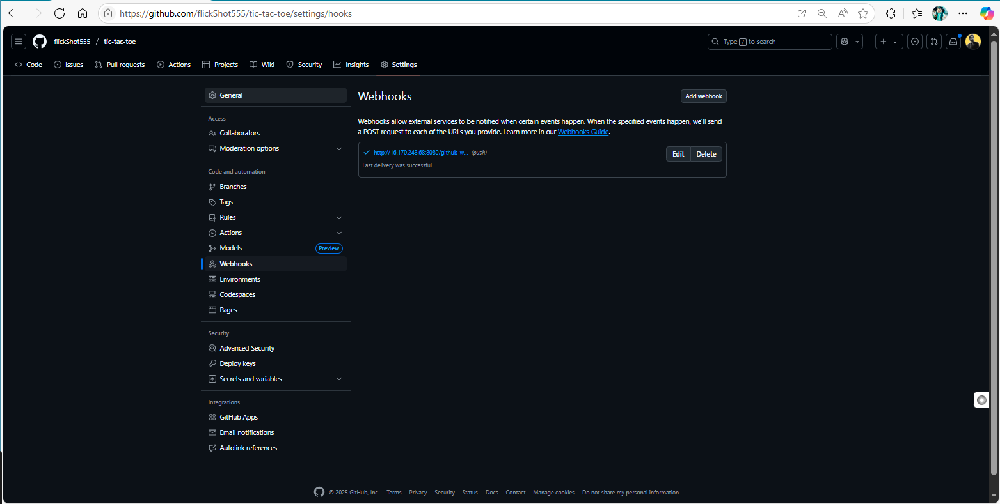 https://github.com/flickShot555/tic-tac-toe/settings/hooks
flickShot555 / tic-tac-toe
Type / to search
Code Issues Pull requests Actions Projects Wiki Security Insights Settings
General
Access
Collaborators
Moderation options
Code and automation
Branches
Tags
Rules
Actions
Models Preview
Webhooks
Environments
Codespaces
Pages
Security
Advanced Security
Deploy keys
Secrets and variables
Integrations
GitHub Apps
Email notifications
Autolink references
Webhooks Add webhook
Webhooks allow external services to be notified when certain events happen. When the specified events happen, we'll send
a POST request to each of the URLs you provide. Learn more in our Webhooks Guide.
http://16.170.248.68:8080/github-w... (push) Edit Delete
Last delivery was successful.
© 2025 GitHub, Inc. Terms Privacy Security Status Docs Contact Manage cookies Do not share my personal information